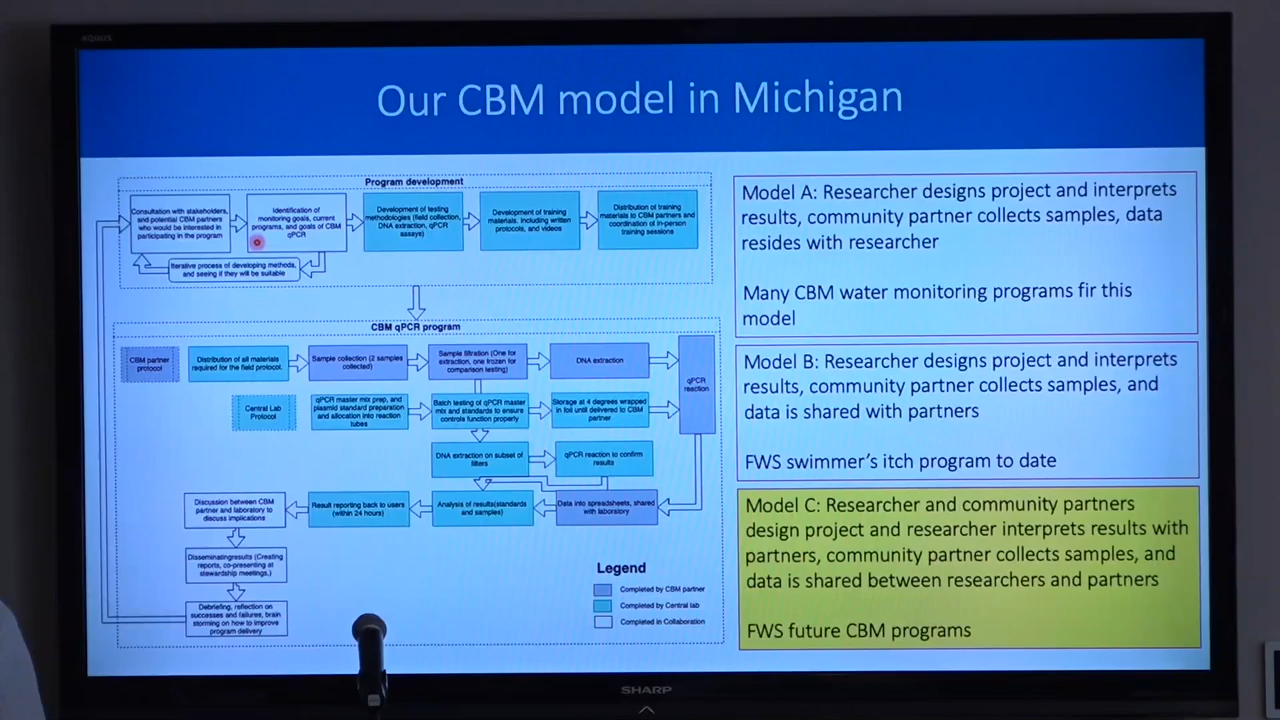 AQUOS
Our CBM model in Michigan
Program development
Consultation with stakeholders,
and potential CBM partners
who would be interested in
participating in the program
Identification of
monitoring goals, current
programs, and goals of CBM
qPCR
Development of testing
methodologies (field collection,
DNA extraction, qPCR
assays)
Development of training
materials. Including written
protocols, and videos
Distribution of training
materials to CBM partners and
coordination of in-person
training sessions
Iterative process of developing methods,
and seeing if they will be suitable
CBM qPCR program
CBM partner
protocol
Distribution of all materials
required for the field protocol.
Sample collection (2 samples
collected)
Sample filtration (One for
extraction, one frozen for
comparison testing)
DNA extraction
qPCR
reaction
Central Lab
Protocol
qPCR master mix prep, and
plasmid standard preparation
and allocation into reaction
tubes
Batch testing of qPCR master
mix and standards to ensure
controls function properly
Storage at 4 degrees wrapped
in foil until delivered to CBM
partner
DNA extraction on subset of
filters
qPCR reaction to confirm
results
Discussion between CBM
partner and laboratory to
discuss implications
Result reporting back to users
(within 24 hours)
Analysis of results(standards
and samples)
Data into spreadsheets, shared
with laboratory
Disseminatingresults (Creating
reports, co-presenting at
stewardship meetings,)
Debriefing, reflection on
successes and failures, brain
storming on how to improve
program delivery
Legend
Completed by CBM partner
Completed by Central lab
Completed in Collaboration
Model A: Researcher designs project and interprets
results, community partner collects samples, data
resides with researcher
Many CBM water monitoring programs fir this
model
Model B: Researcher designs project and interprets
results, community partner collects samples, and
data is shared with partners
FWS swimmer's itch program to date
Model C: Researcher and community partners
design project and researcher interprets results with
partners, community partner collects samples, and
data is shared between researchers and partners
FWS future CBM programs
SHARP